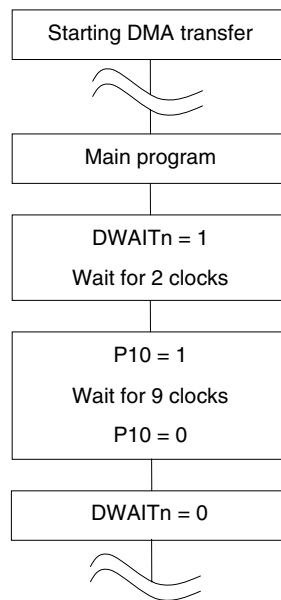 Starting DMA transfer
Main program
DWAITn = 1
Wait for 2 clocks
P10 = 1
Wait for 9 clocks
P10 = 0
DWAITn = 0